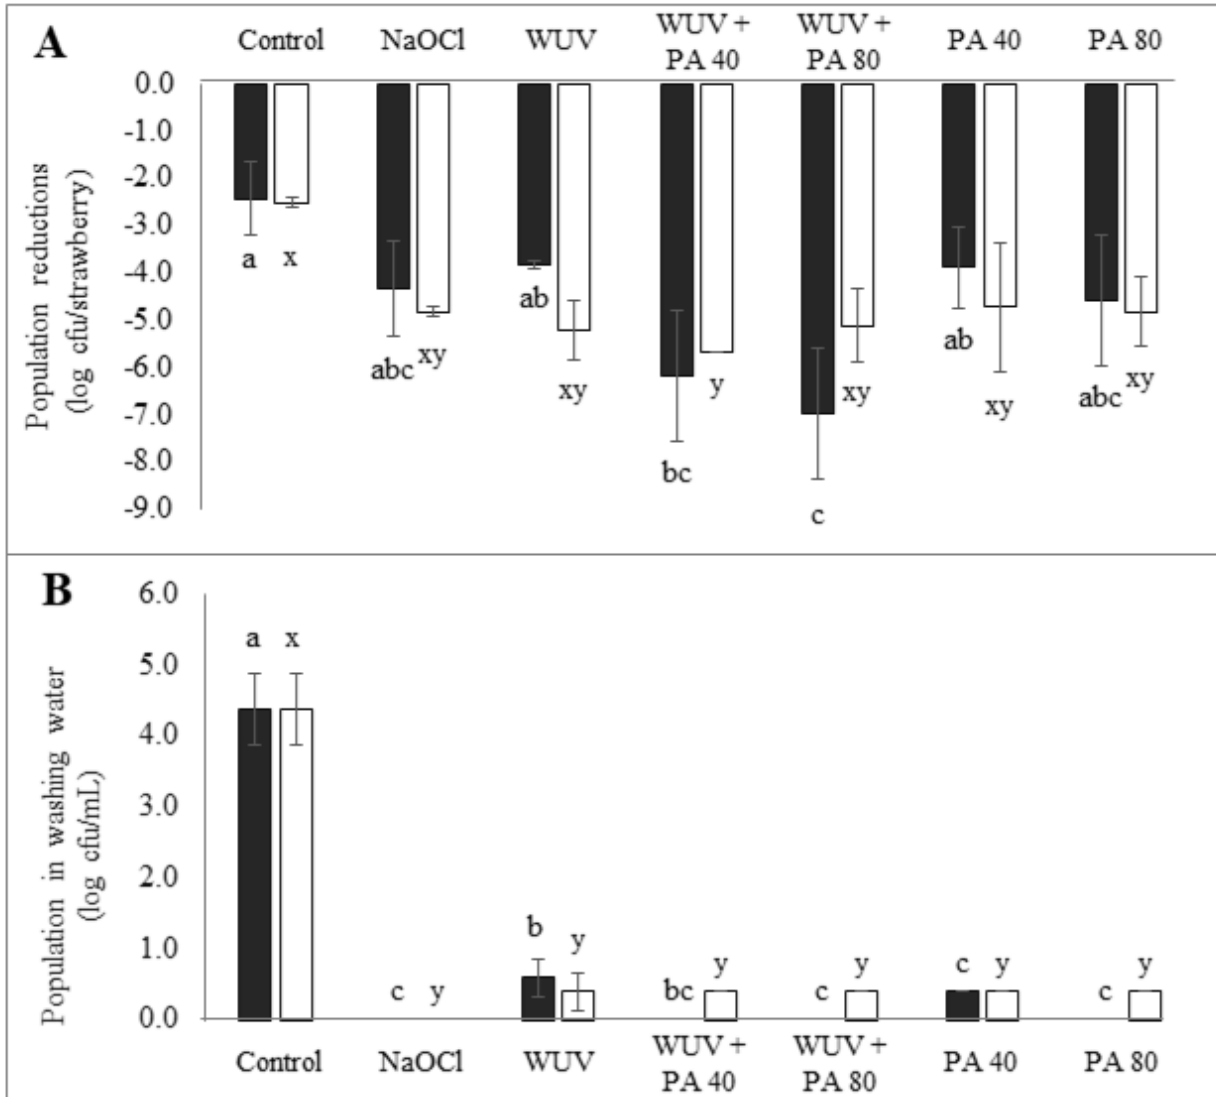 A
Control NaOCl WUV WUV + PA 40 WUV + PA 80 PA 40 PA 80
Population reductions
(log cfu/strawberry)
0.0
-1.0
-2.0
-3.0
-4.0
-5.0
-6.0
-7.0
-8.0
-9.0
a x abc xy ab xy bc y c xy ab xy abc xy
B
Population in washing water
(log cfu/mL)
6.0
5.0
4.0
3.0
2.0
1.0
0.0
a x c y b y bc y c y c y c y
Control NaOCl WUV WUV + PA 40 WUV + PA 80 PA 40 PA 80